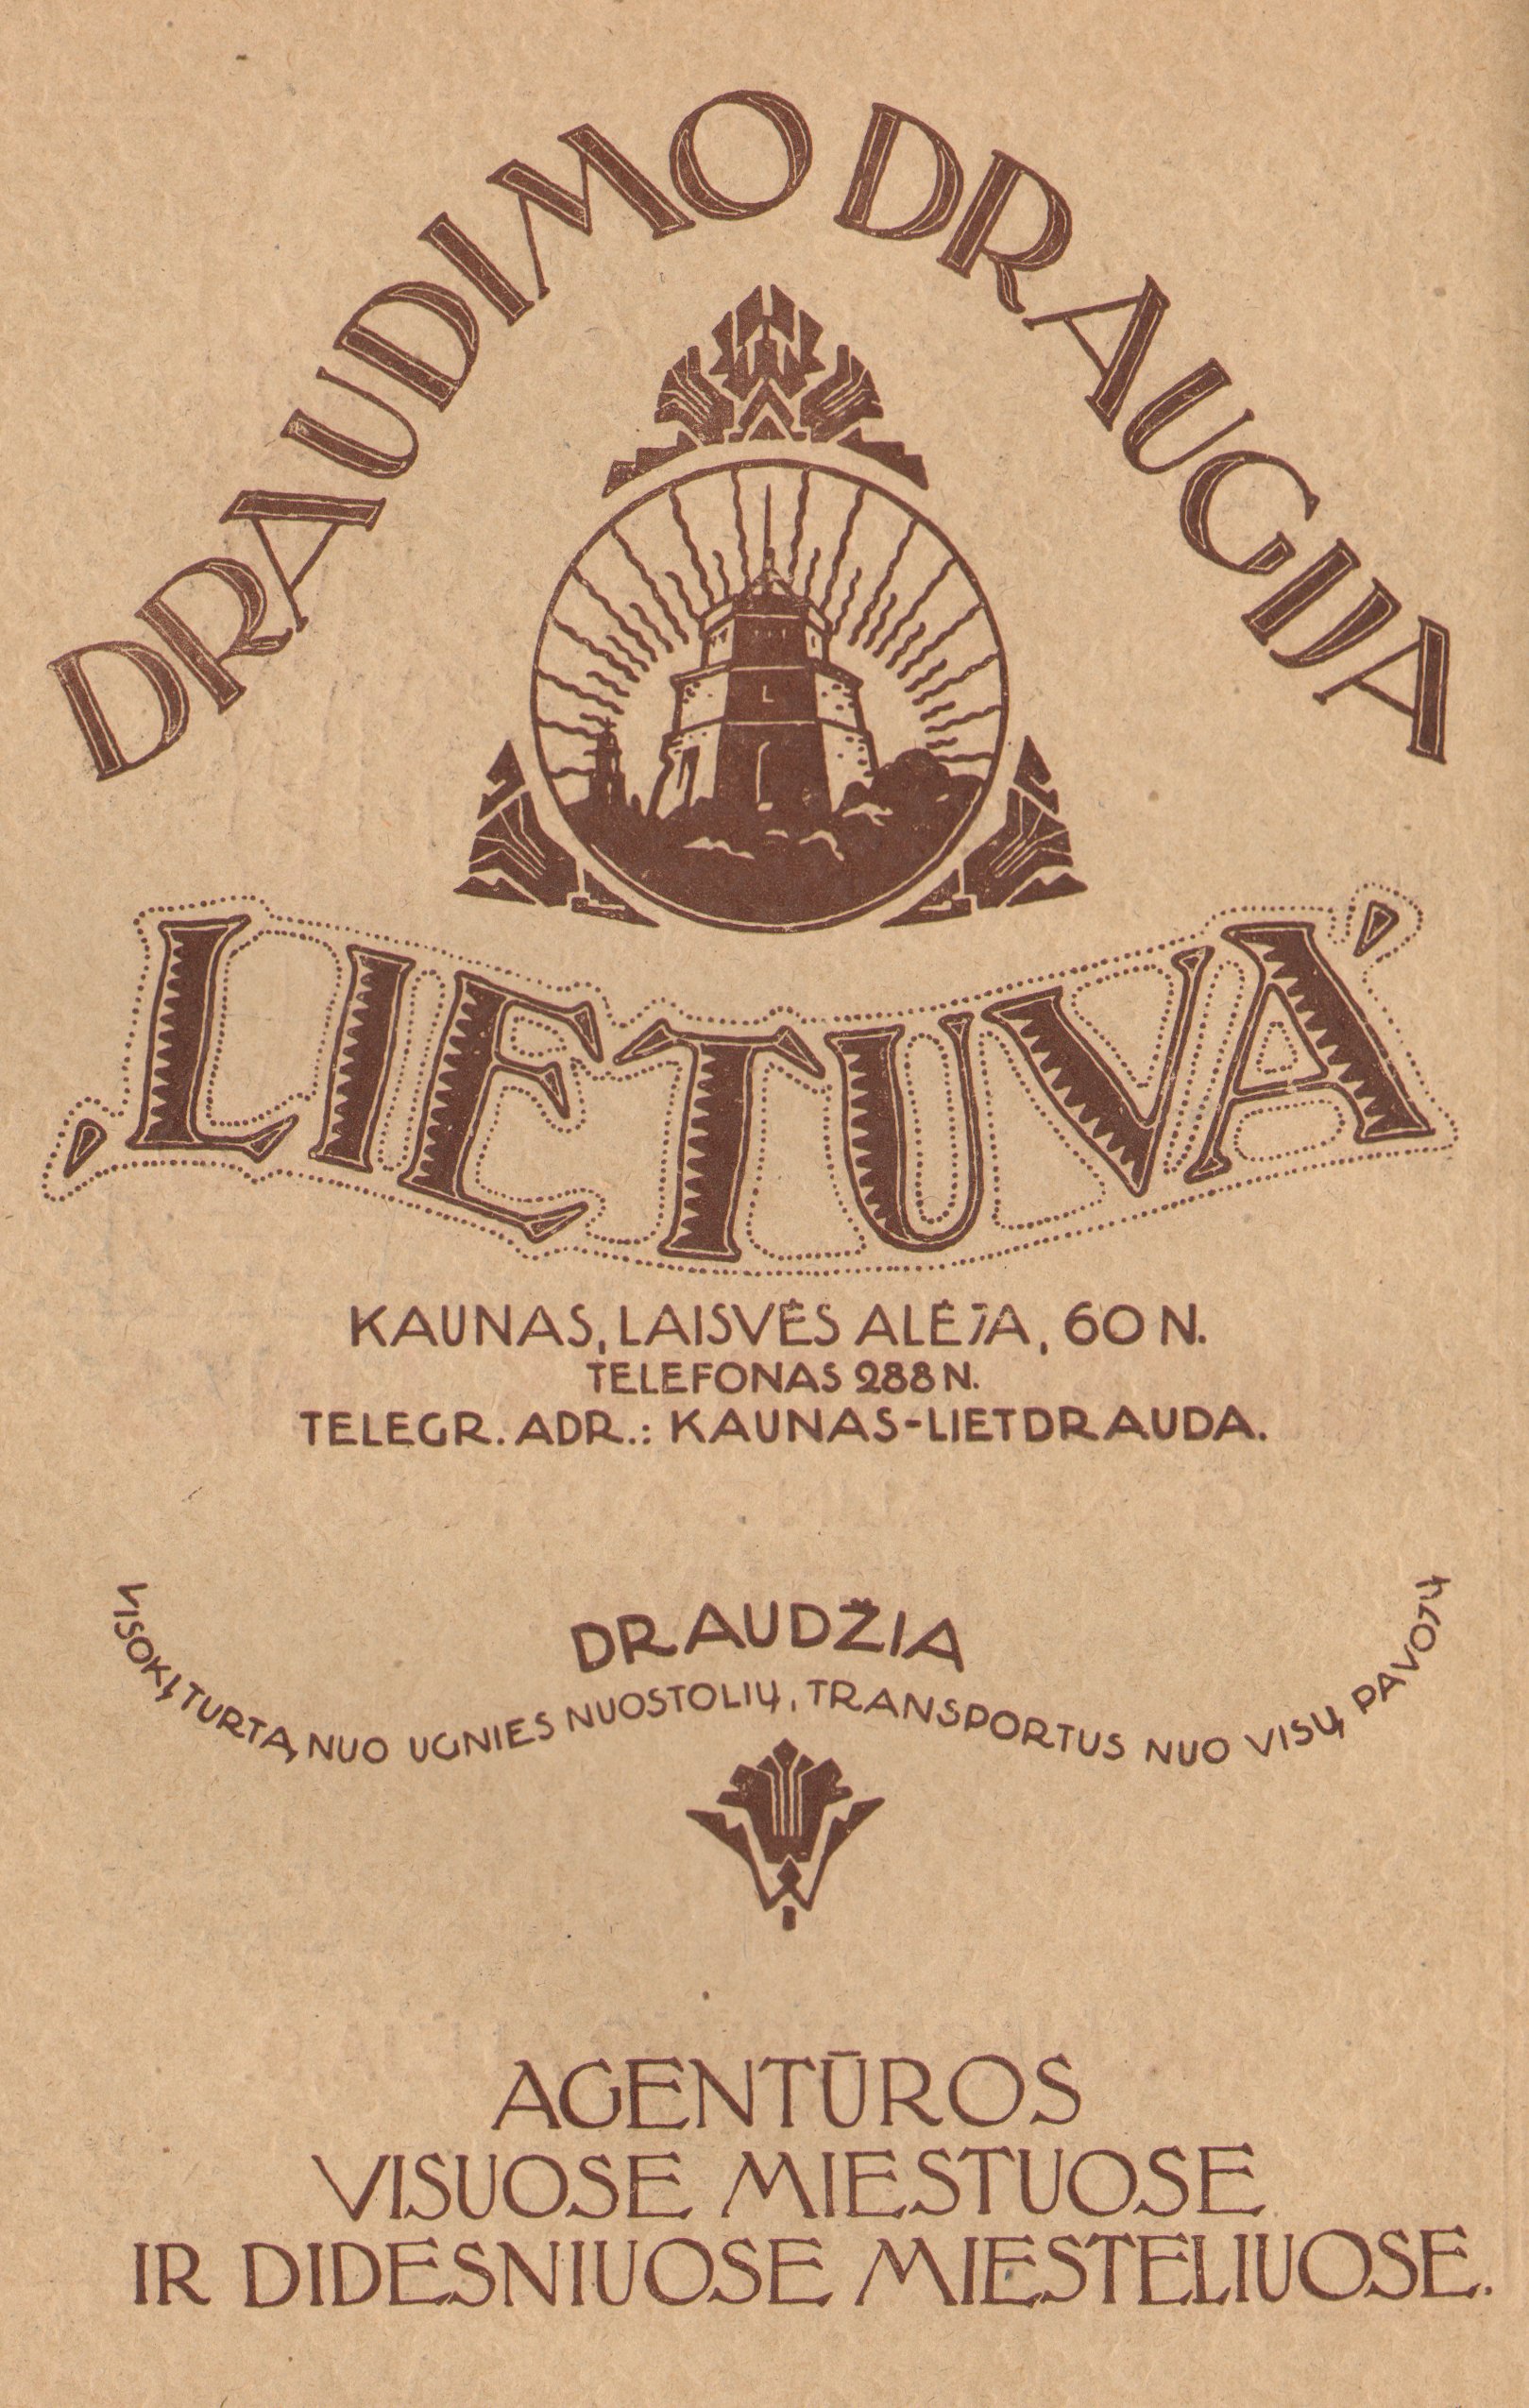 DRAUDIMO DRAUGIJA
‚LIETUVA’
KAUNAS, LAISVĖS ALĖJA, 60 N.
TELEFONAS 288 N.
TELEGR. ADR.: KAUNAS-LIETDRAUDA.
DRAUDŽIA
VISOKĮ TURTĄ NUO UGNIES NUOSTOLIŲ, TRANSPORTUS NUO VISŲ PAVOJŲ
AGENTŪROS
VISUOSE MIESTUOSE
IR DIDESNIUOSE MIESTELIUOSE.